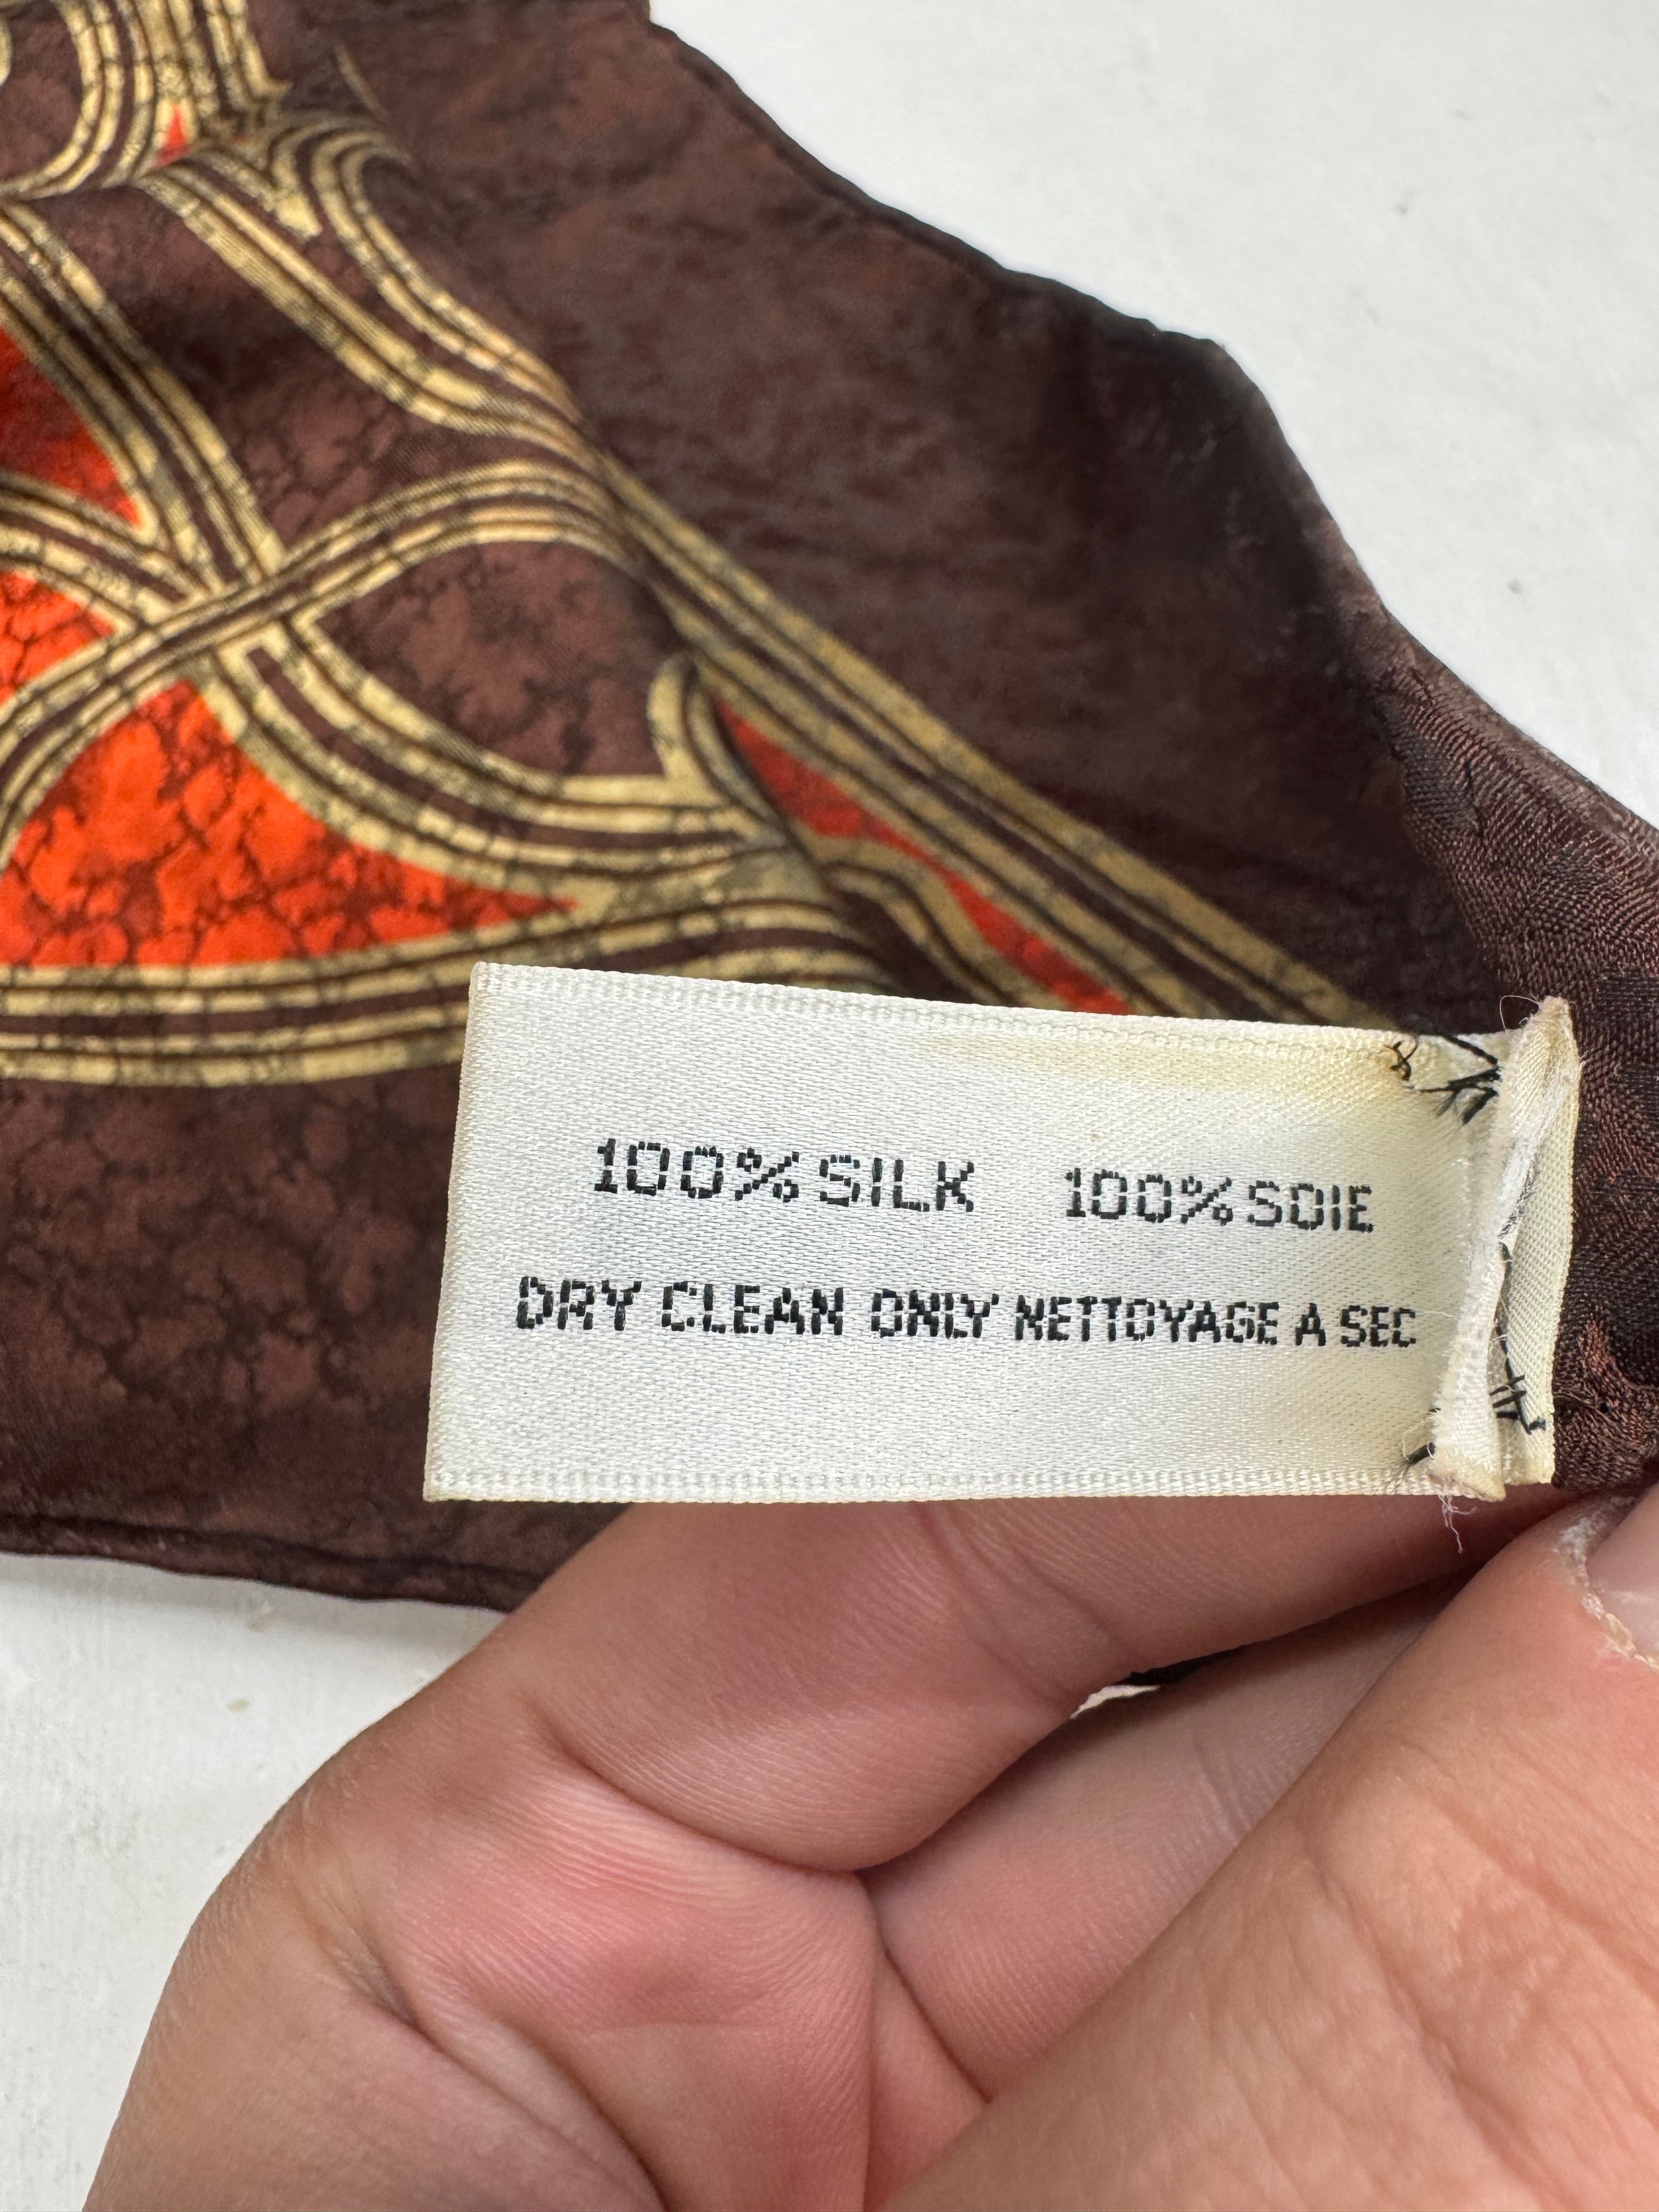 100% SILK 100% SOIE
DRY CLEAN ONLY NETTOYAGE A SEC